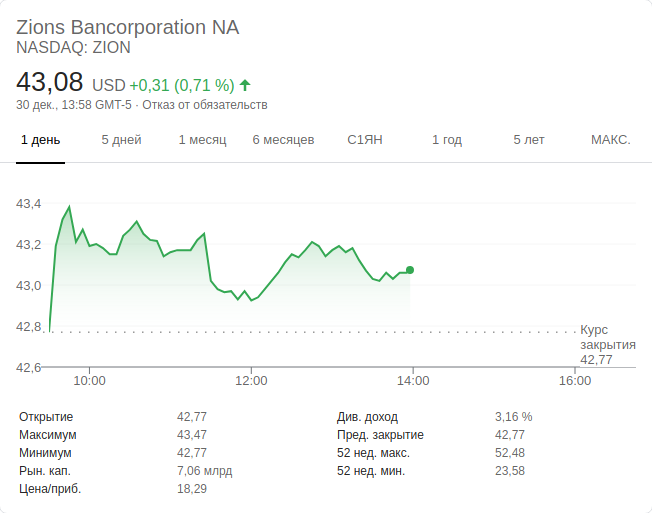 Zions Bancorporation NA
NASDAQ: ZION
43,08 USD +0,31 (0,71 %)
30 дек., 13:58 GMT-5 · Отказ от обязательств
1 день 5 дней 1 месяц 6 месяцев С1ЯН 1 год 5 лет МАКС.
43,4
43,2
43,0
42,8
Курс
закрытия
42,77
42,6
10:00 12:00 14:00 16:00
Открытие 42,77 Див. доход 3,16 %
Максимум 43,47 Пред. закрытие 42,77
Минимум 42,77 52 нед. макс. 52,48
Рын. кап. 7,06 млрд 52 нед. мин. 23,58
Цена/приб. 18,29